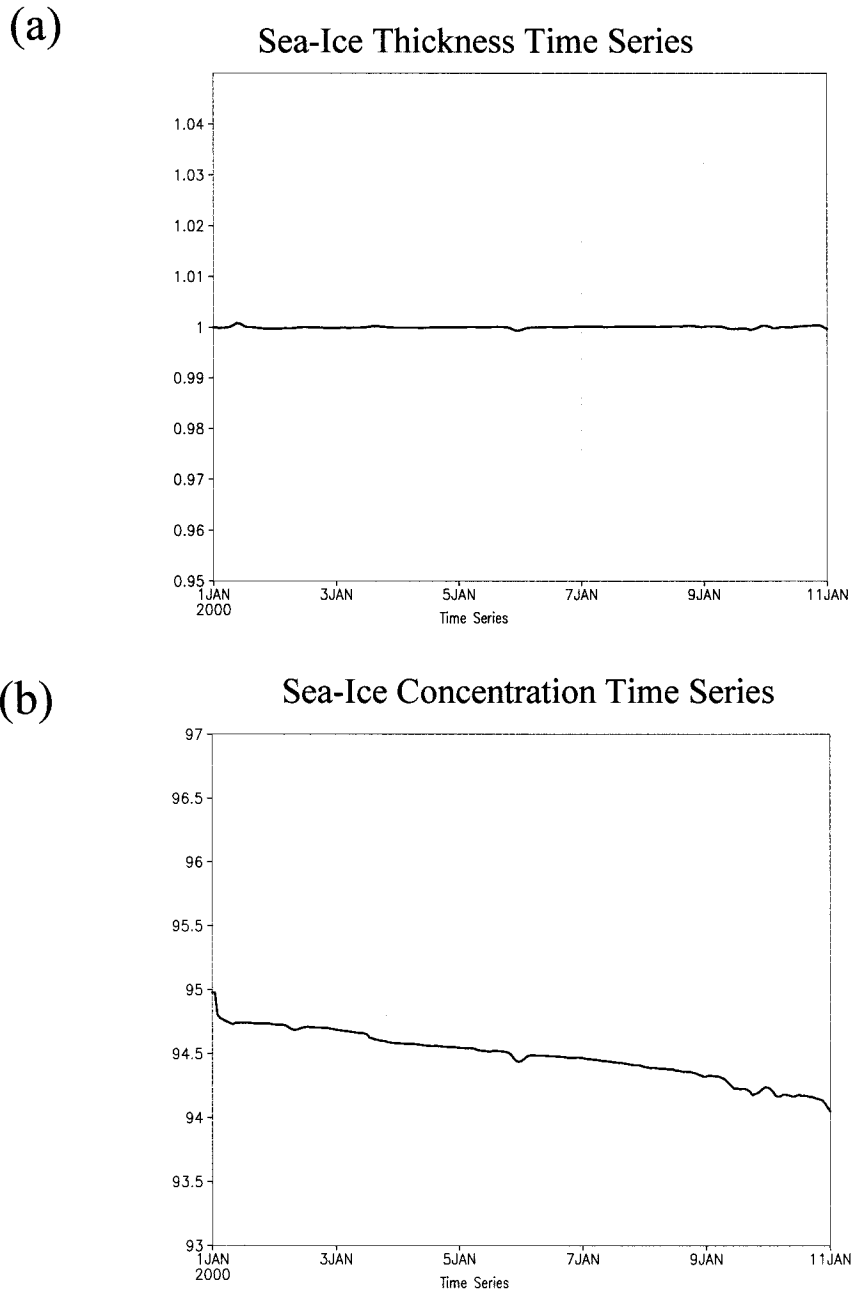 (a)
Sea-Ice Thickness Time Series
1.04
1.03
1.02
1.01
1
0.99
0.98
0.97
0.96
0.95
1JAN 3JAN 5JAN 7JAN 9JAN 11JAN
2000
Time Series
(b)
Sea-Ice Concentration Time Series
97
96.5
96
95.5
95
94.5
94
93.5
93
1JAN 3JAN 5JAN 7JAN 9JAN 11JAN
2000
Time Series